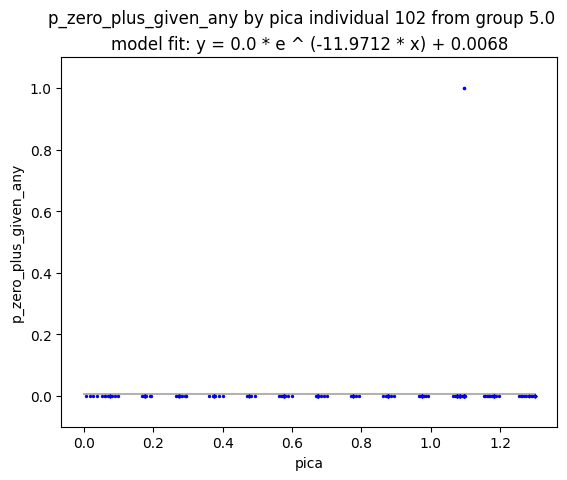 p_zero_plus_given_any by pica individual 102 from group 5.0
model fit: y = 0.0 * e ^ (-11.9712 * x) + 0.0068
1.0
0.8
0.6
0.4
0.2
0.0
p_zero_plus_given_any
0.0 0.2 0.4 0.6 0.8 1.0 1.2
pica